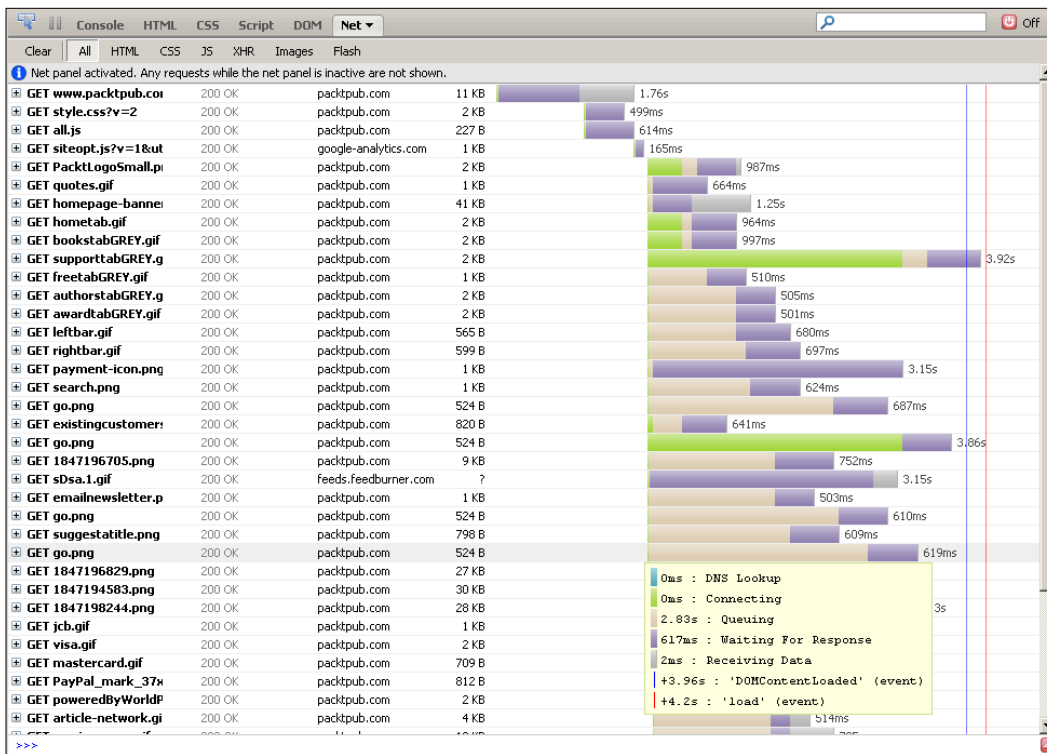 Console HTML CSS Script DOM Net Off
Clear All HTML CSS JS XHR Images Flash
Net panel activated. Any requests while the net panel is inactive are not shown.
GET www.packtpub.coı 200 OK packtpub.com 11 KB 1.76s
GET style.css?v=2 200 OK packtpub.com 2 KB 499ms
GET all.js 200 OK packtpub.com 227 B 614ms
GET siteopt.js?v=1&ut 200 OK google-analytics.com 1 KB 165ms
GET PacktLogoSmall.p 200 OK packtpub.com 2 KB 987ms
GET quotes.gif 200 OK packtpub.com 1 KB 664ms
GET homepage-banne 200 OK packtpub.com 41 KB 1.25s
GET hometab.gif 200 OK packtpub.com 2 KB 964ms
GET bookstabGREY.gif 200 OK packtpub.com 2 KB 997ms
GET supporttabGREY.g 200 OK packtpub.com 2 KB 3.92s
GET freetabGREY.gif 200 OK packtpub.com 1 KB 510ms
GET authorstabGREY.g 200 OK packtpub.com 2 KB 505ms
GET awardtabGREY.gif 200 OK packtpub.com 2 KB 501ms
GET leftbar.gif 200 OK packtpub.com 565 B 680ms
GET rightbar.gif 200 OK packtpub.com 599 B 697ms
GET payment-icon.png 200 OK packtpub.com 1 KB 3.15s
GET search.png 200 OK packtpub.com 1 KB 624ms
GET go.png 200 OK packtpub.com 524 B 687ms
GET existingcustomer 200 OK packtpub.com 820 B 641ms
GET go.png 200 OK packtpub.com 524 B 3.86s
GET 1847196705.png 200 OK packtpub.com 9 KB 752ms
GET sDsa.1.gif 200 OK feeds.feedburner.com ? 3.15s
GET emailnewsletter.p 200 OK packtpub.com 1 KB 503ms
GET go.png 200 OK packtpub.com 524 B 610ms
GET suggestatitle.png 200 OK packtpub.com 798 B 609ms
GET go.png 200 OK packtpub.com 524 B 619ms
GET 1847196829.png 200 OK packtpub.com 27 KB
GET 1847194583.png 200 OK packtpub.com 30 KB
GET 1847198244.png 200 OK packtpub.com 28 KB 3s
GET jcb.gif 200 OK packtpub.com 1 KB
GET visa.gif 200 OK packtpub.com 2 KB
GET mastercard.gif 200 OK packtpub.com 709 B
GET PayPal_mark_37x 200 OK packtpub.com 812 B
GET poweredByWorldP 200 OK packtpub.com 2 KB
GET article-network.gi 200 OK packtpub.com 4 KB 514ms
0ms : DNS Lookup
0ms : Connecting
2.83s : Queuing
617ms : Waiting For Response
2ms : Receiving Data
+3.96s : 'DOMContentLoaded' (event)
+4.2s : 'load' (event)
>>>